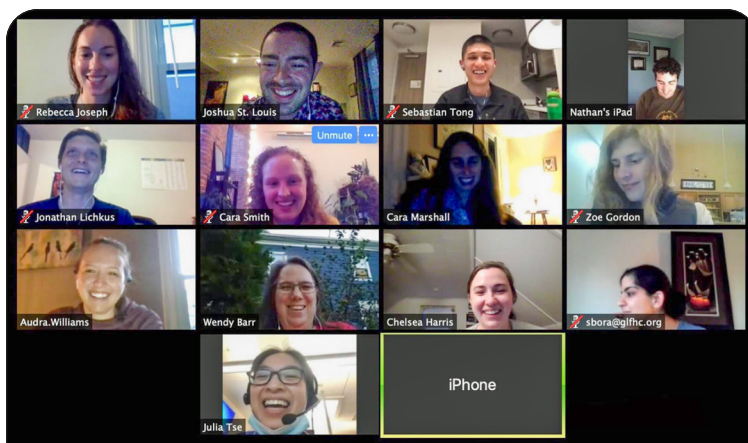 Rebecca Joseph
Joshua St. Louis
Sebastian Tong
Nathan's iPad
Jonathan Lichkus
Unmute
Cara Smith
Cara Marshall
Zoe Gordon
Audra.Williams
Wendy Barr
Chelsea Harris
sbora@glfhc.org
Julia Tse
iPhone